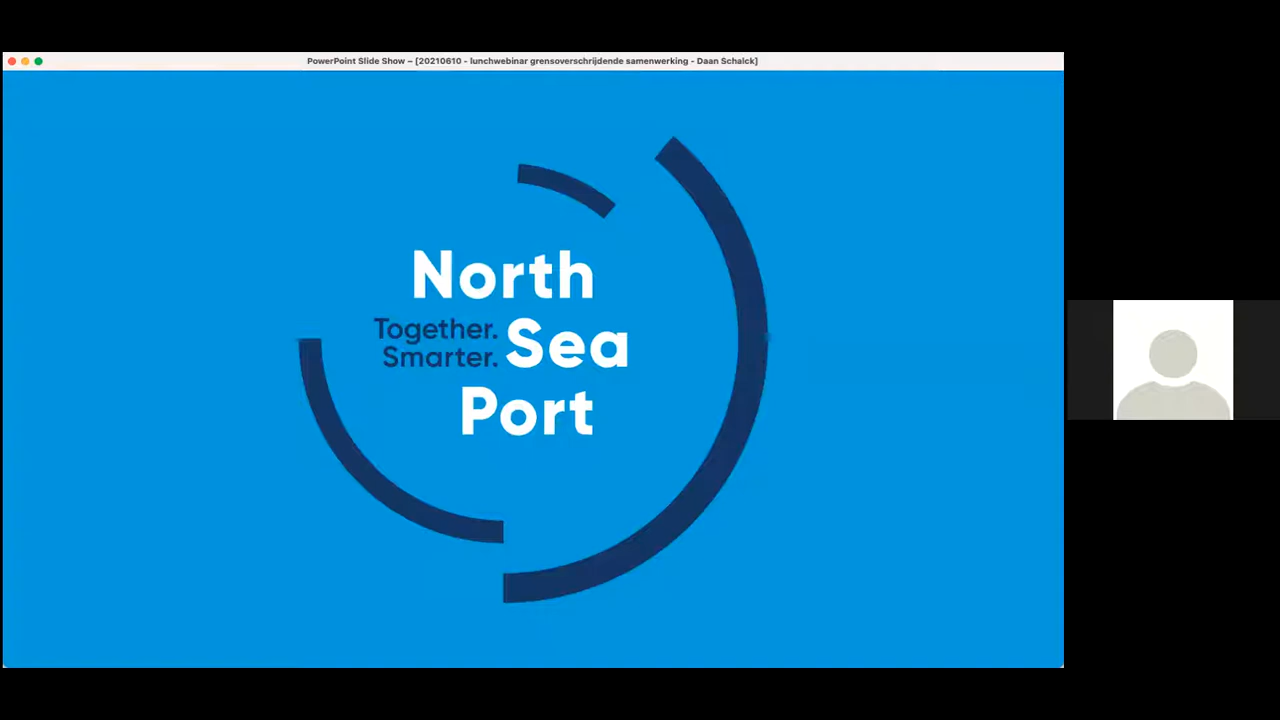 PowerPoint Slide Show – [20210610 - lunchwebinar grensoverschrijdende samenwerking - Daan Schalck]
North
Together.
Smarter.
Sea
Port